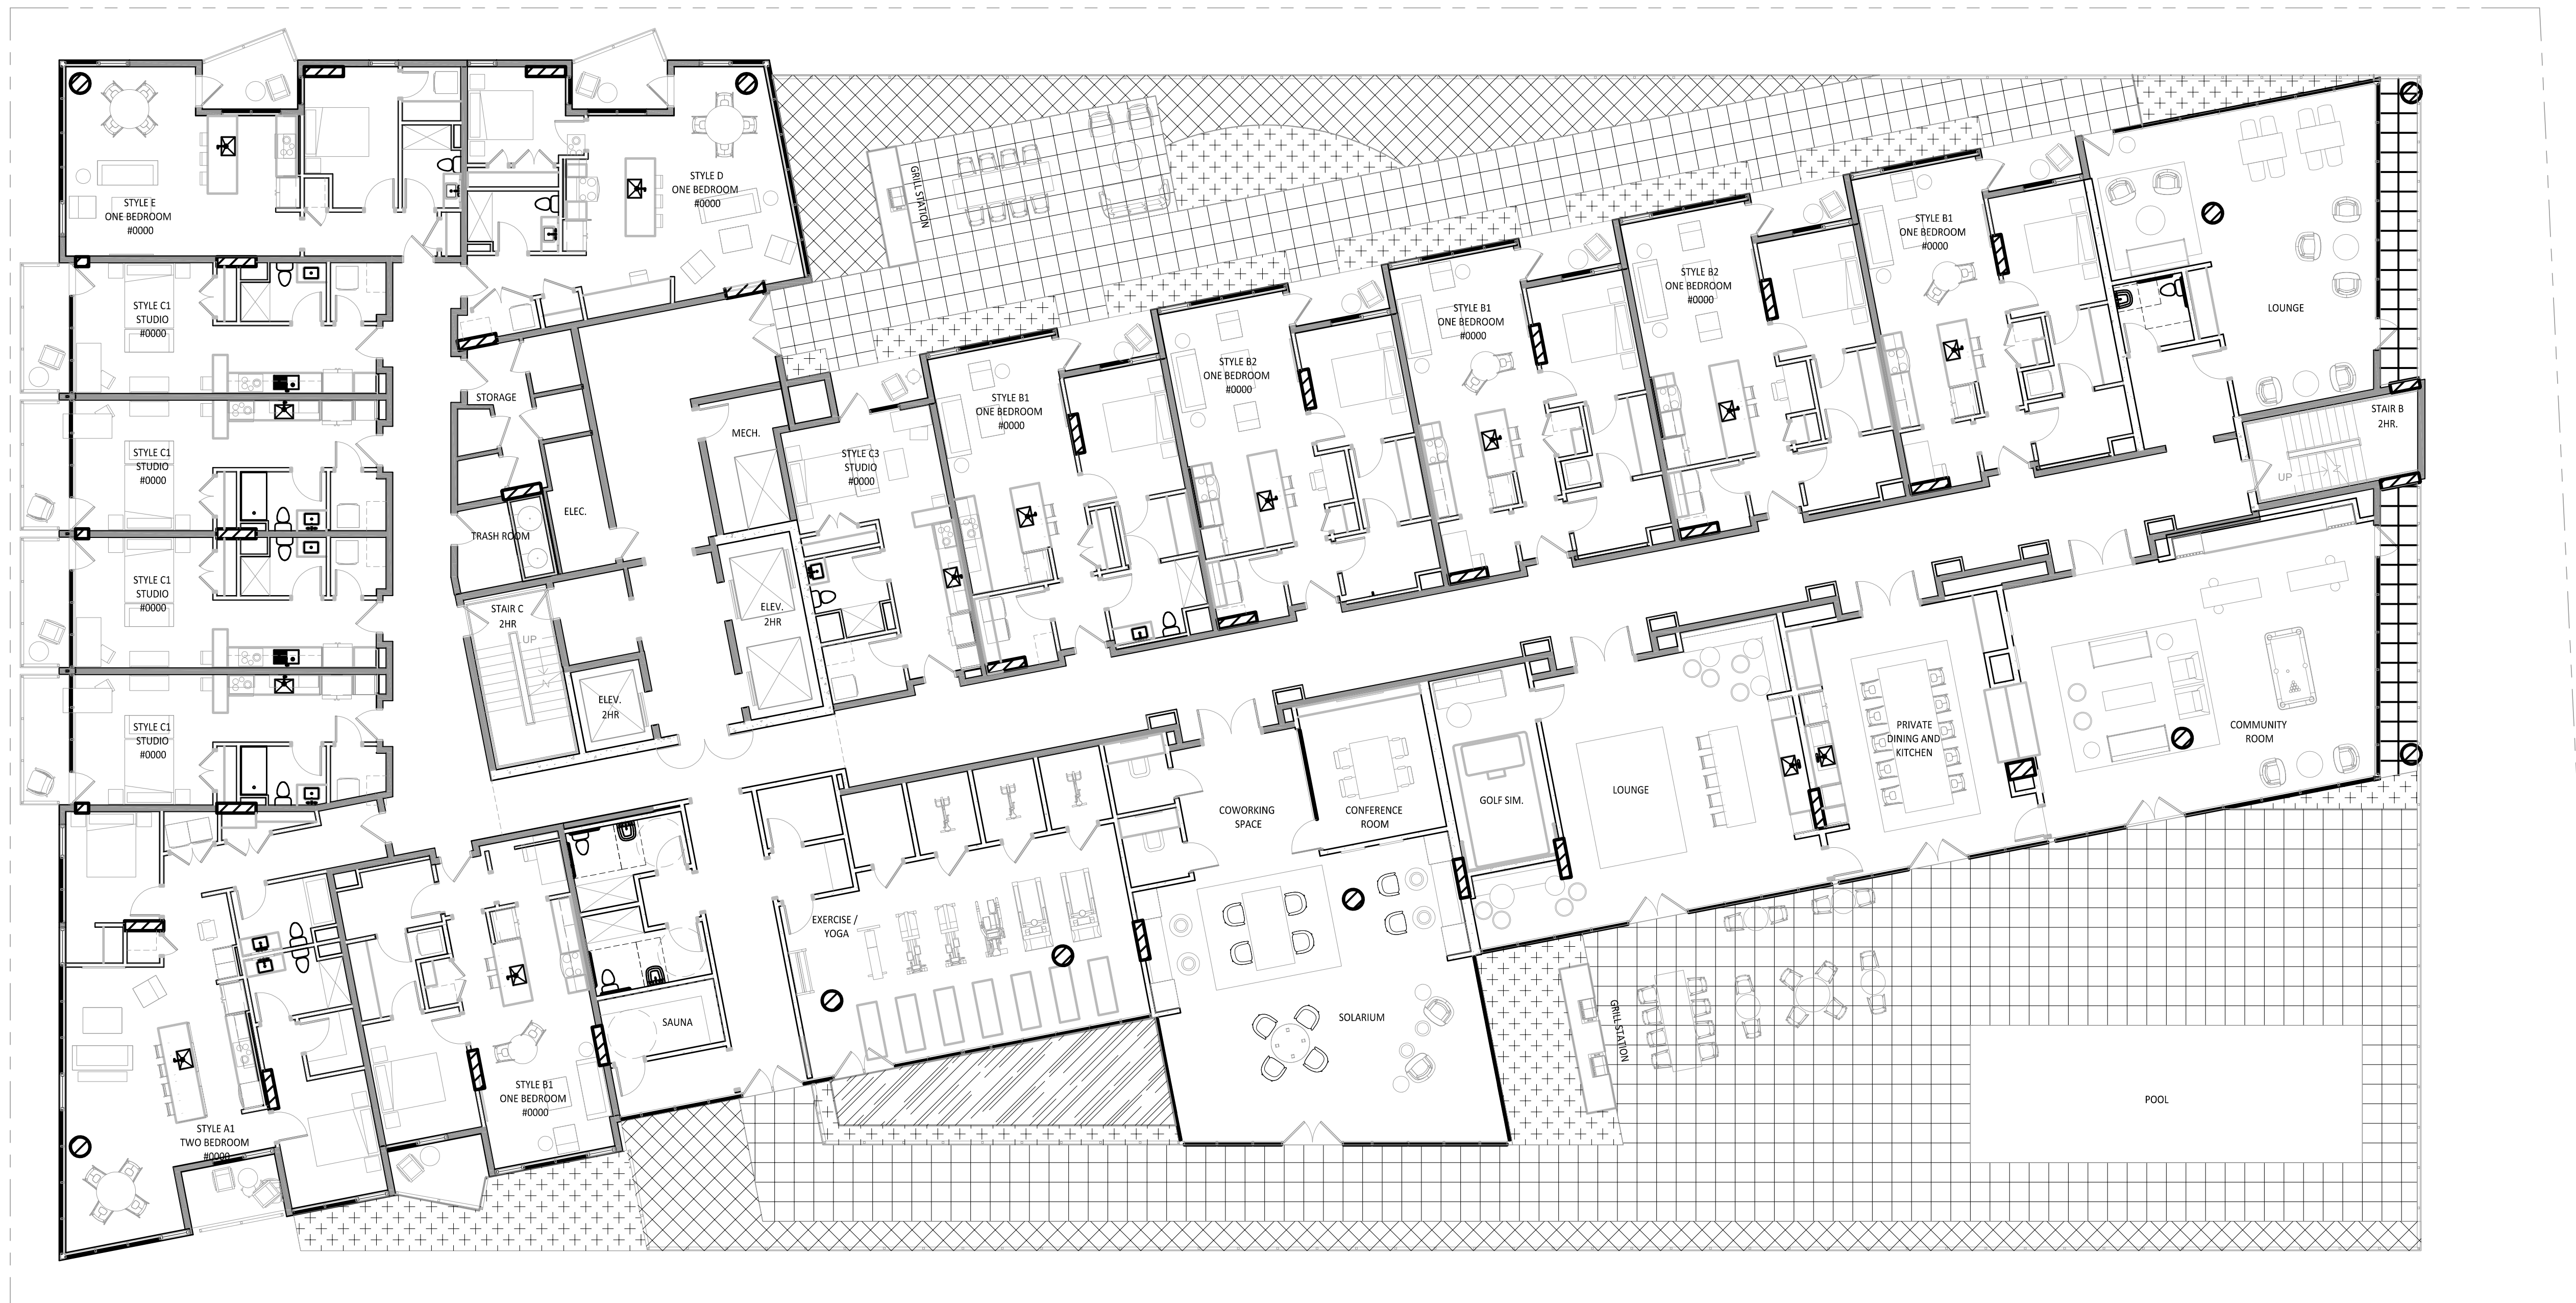 STYLE E
ONE BEDROOM
#0000
STYLE D
ONE BEDROOM
#0000
GRILL STATION
STYLE B1
ONE BEDROOM
#0000
LOUNGE
STYLE B2
ONE BEDROOM
#0000
STYLE B1
ONE BEDROOM
#0000
STYLE B2
ONE BEDROOM
#0000
STYLE B1
ONE BEDROOM
#0000
STYLE C3
STUDIO
#0000
STYLE C1
STUDIO
#0000
STYLE C1
STUDIO
#0000
STYLE C1
STUDIO
#0000
STYLE C1
STUDIO
#0000
STORAGE
MECH.
ELEC.
TRASH ROOM
STAIR C
2HR
UP
ELEV.
2HR
ELEV.
2HR
STAIR B
2HR.
UP
COWORKING
SPACE
CONFERENCE
ROOM
GOLF SIM.
LOUNGE
PRIVATE
DINING AND
KITCHEN
COMMUNITY
ROOM
EXERCISE /
YOGA
SAUNA
SOLARIUM
GRILL STATION
POOL
STYLE B1
ONE BEDROOM
#0000
STYLE A1
TWO BEDROOM
#0000